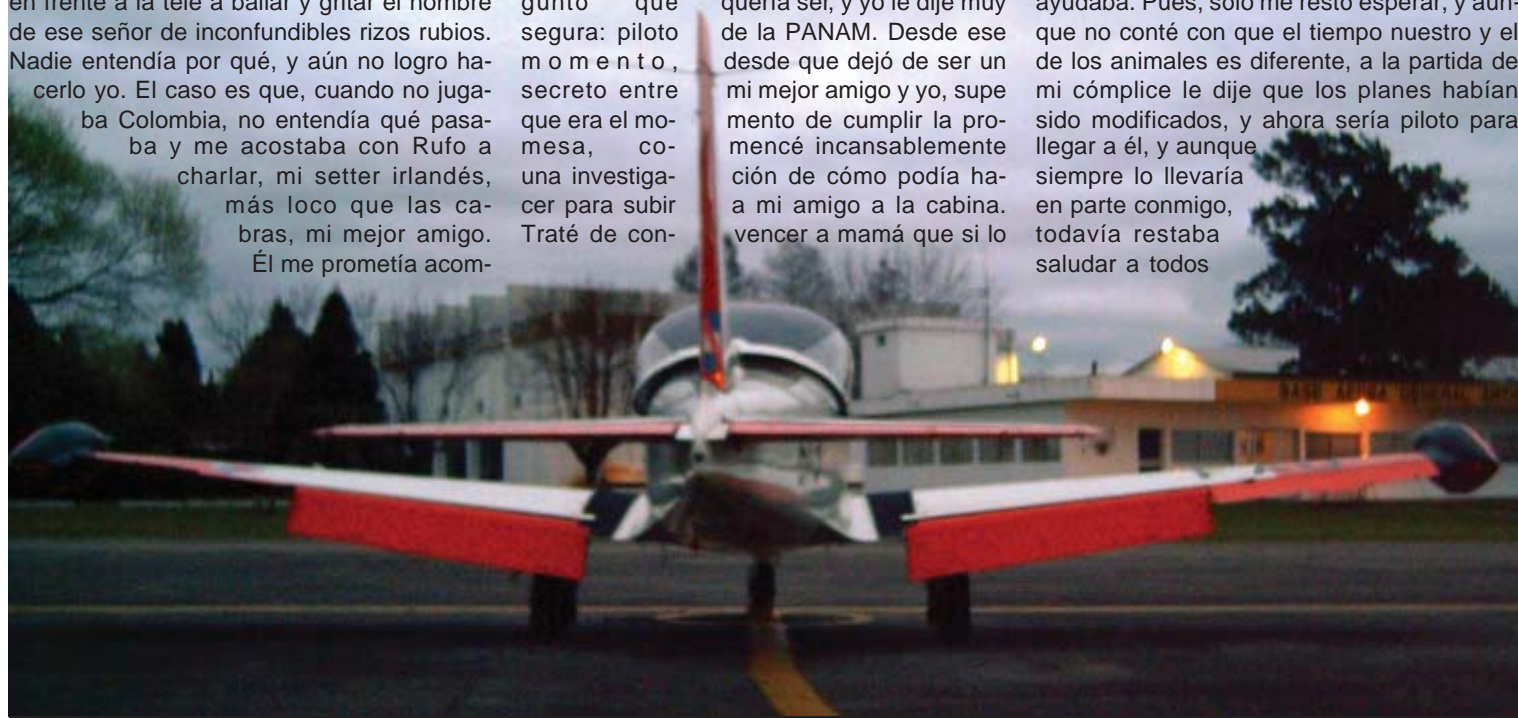 en frente a la tele a bailar y gritar el nombre
de ese señor de inconfundibles rizos rubios.
Nadie entendía por qué, y aún no logro ha-
cerlo yo. El caso es que, cuando no juga-
ba Colombia, no entendía qué pasa-
ba y me acostaba con Rufo a
charlar, mi setter irlandés,
más loco que las ca-
bras, mi mejor amigo.
Él me prometía acom-
guntó que quería ser, y yo le dije muy
segura: piloto de la PANAM. Desde ese
momento, desde que dejó de ser un
secreto entre mi mejor amigo y yo, supe
que era el mo- mento de cumplir la pro-
mesa, co- mencé incansablemente
una investiga- ción de cómo podía ha-
cer para subir a mi amigo a la cabina.
Traté de con- vencer a mamá que si lo
ayudaba. Pues, sólo me restó esperar, y aun-
que no conté con que el tiempo nuestro y el
de los animales es diferente, a la partida de
mi cómplice le dije que los planes habían
sido modificados, y ahora sería piloto para
llegar a él, y aunque
siempre lo llevaría
en parte conmigo,
todavía restaba
saludar a todos
BASE AEREA GENERAL